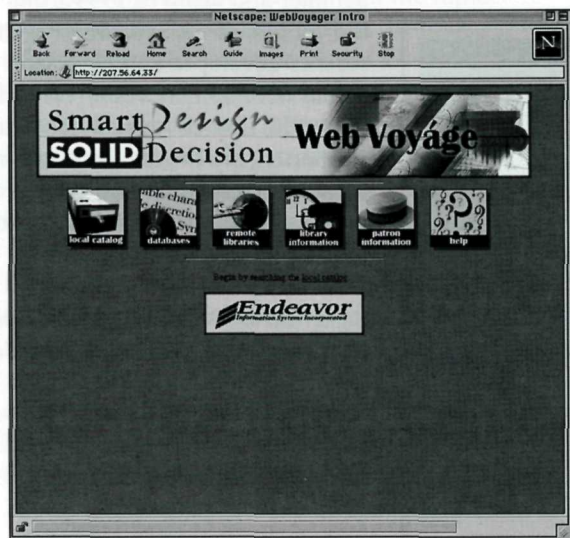 Netscape: WebVoyager Intro
Back Forward Reload Home Search Guide Images Print Security Stop
N
Location: http://207.56.64.33/
Smart Design
SOLID Decision
Web Voyáge
local catalog
databases
remote libraries
library information
patron information
help
Begin by searching the local catalog
Endeavor
Information Systems Incorporated